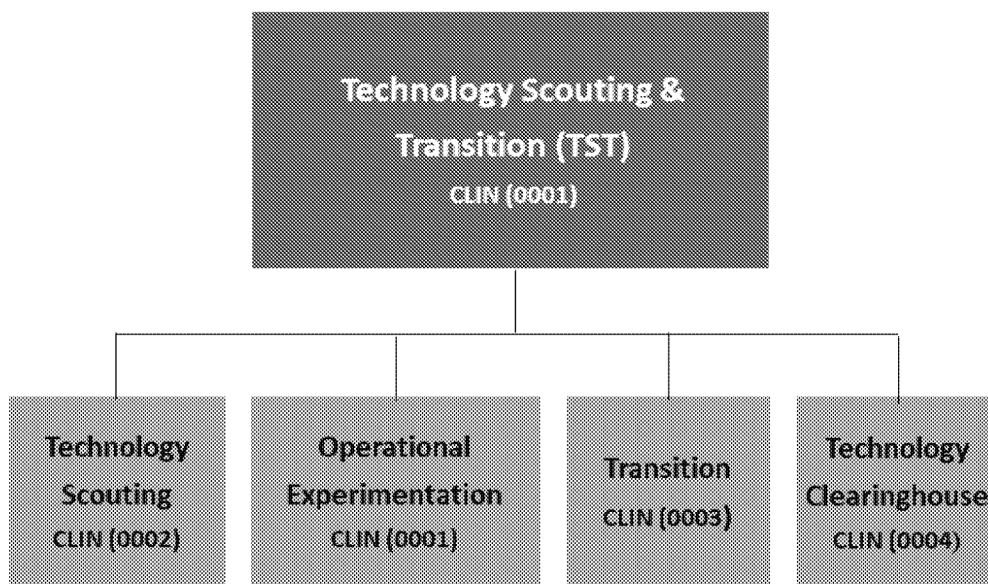 Technology Scouting &
Transition (TST)
CLIN (0001)
Technology
Scouting
CLIN (0002)
Operational
Experimentation
CLIN (0001)
Transition
CLIN (0003)
Technology
Clearinghouse
CLIN (0004)